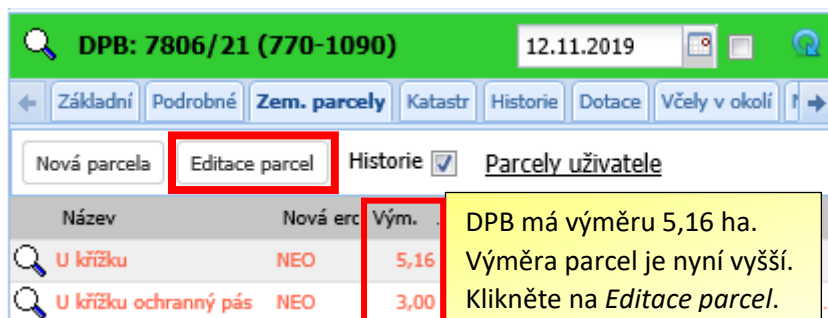 DPB: 7806/21 (770-1090) 12.11.2019
Základní Podrobné Zem. parcely Katastr Historie Dotace Včely v okolí
Nová parcela Editace parcel Historie Parcely uživatele
Název Nová erc Vým.
U křížku NEO 5,16
U křížku ochranný pás NEO 3,00
DPB má výměru 5,16 ha.
Výměra parcel je nyní vyšší.
Klikněte na Editace parcel.